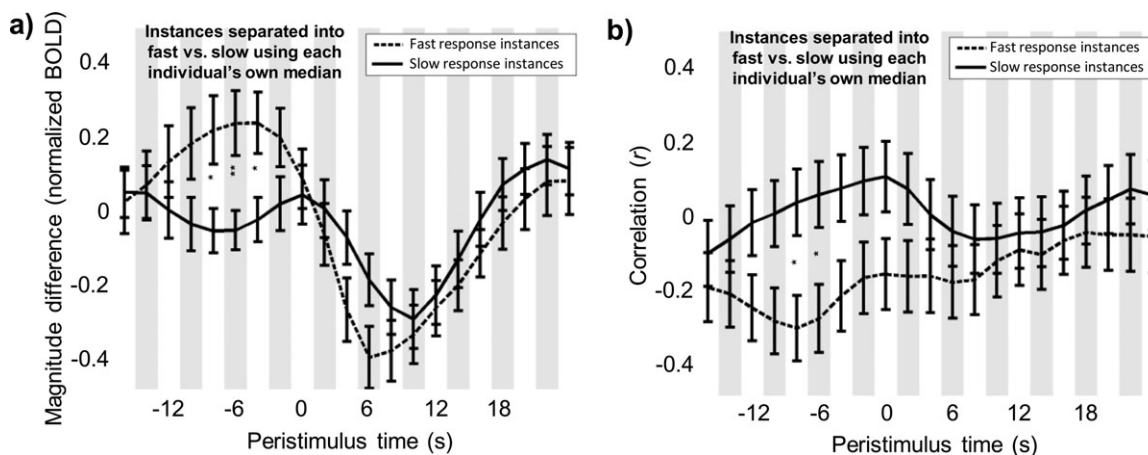 a)
Instances separated into
fast vs. slow using each
individual's own median
Fast response instances
Slow response instances
Magnitude difference (normalized BOLD)
0.4
0.2
0
-0.2
-0.4
* ** *
-12 -6 0 6 12 18
Peristimulus time (s)
b)
Instances separated into
fast vs. slow using each
individual's own median
Fast response instances
Slow response instances
Correlation (r)
0.4
0.2
0
-0.2
-0.4
* *
-12 -6 0 6 12 18
Peristimulus time (s)